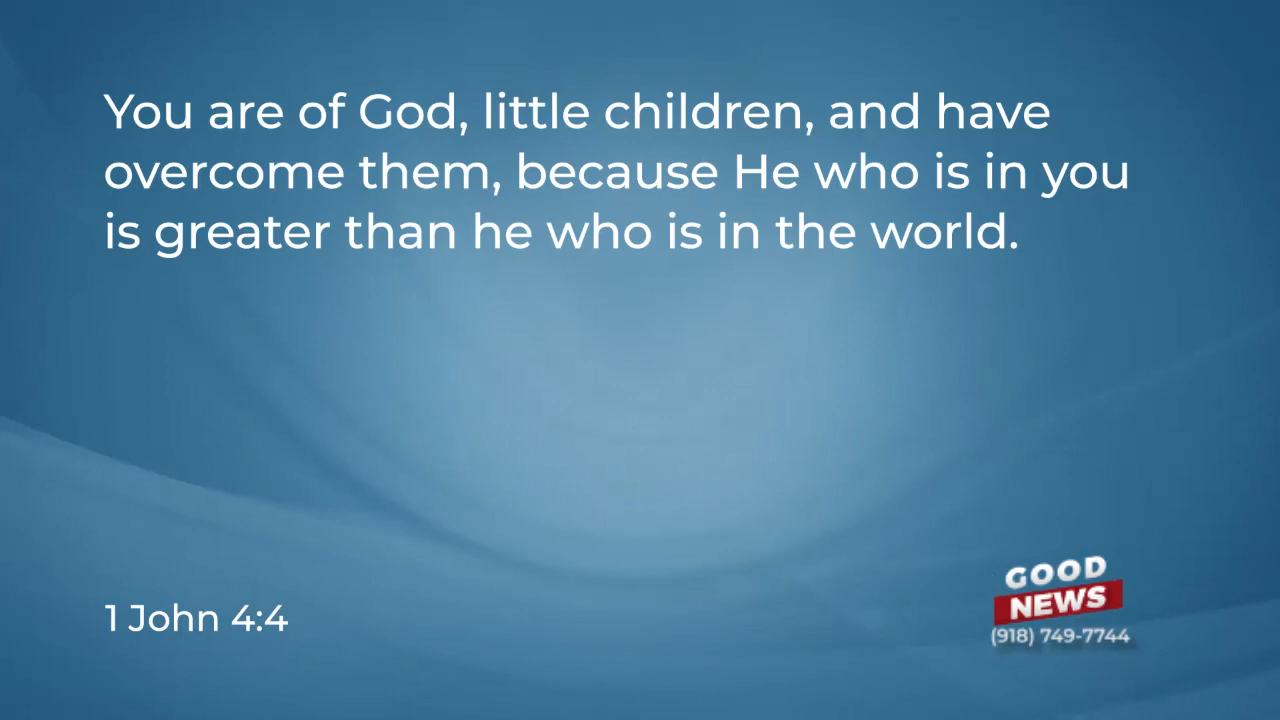 You are of God, little children, and have
overcome them, because He who is in you
is greater than he who is in the world.
1 John 4:4
GOOD
NEWS
(918) 749-7744